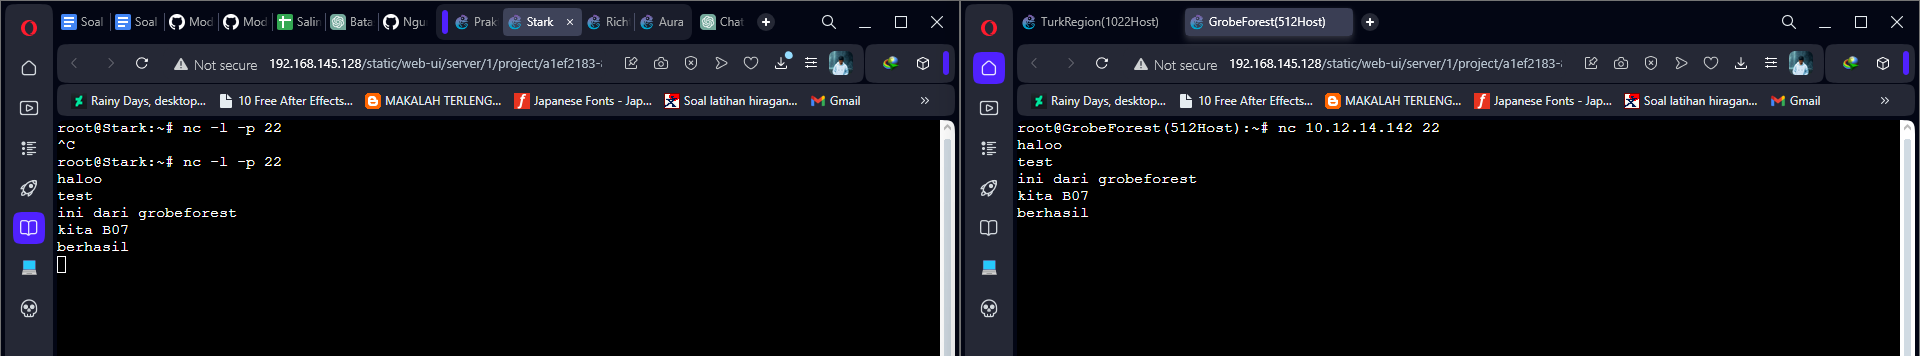 Soal
Soal
Mod
Mod
Salin
Bata
Ngu
Prak
Stark
Rich
Aura
Chat
Not secure 192.168.145.128/static/web-ui/server/1/project/a1ef2183-
Rainy Days, desktop... 10 Free After Effects... MAKALAH TERLENG... Japanese Fonts - Jap... Soal latihan hiragan... Gmail »
root@Stark:~# nc -l -p 22
^C
root@Stark:~# nc -l -p 22
haloo
test
ini dari grobeforest
kita B07
berhasil
TurkRegion(1022Host)
GrobeForest(512Host)
Not secure 192.168.145.128/static/web-ui/server/1/project/a1ef2183-
Rainy Days, desktop... 10 Free After Effects... MAKALAH TERLENG... Japanese Fonts - Jap... Soal latihan hiragan... Gmail »
root@GrobeForest(512Host):~# nc 10.12.14.142 22
haloo
test
ini dari grobeforest
kita B07
berhasil